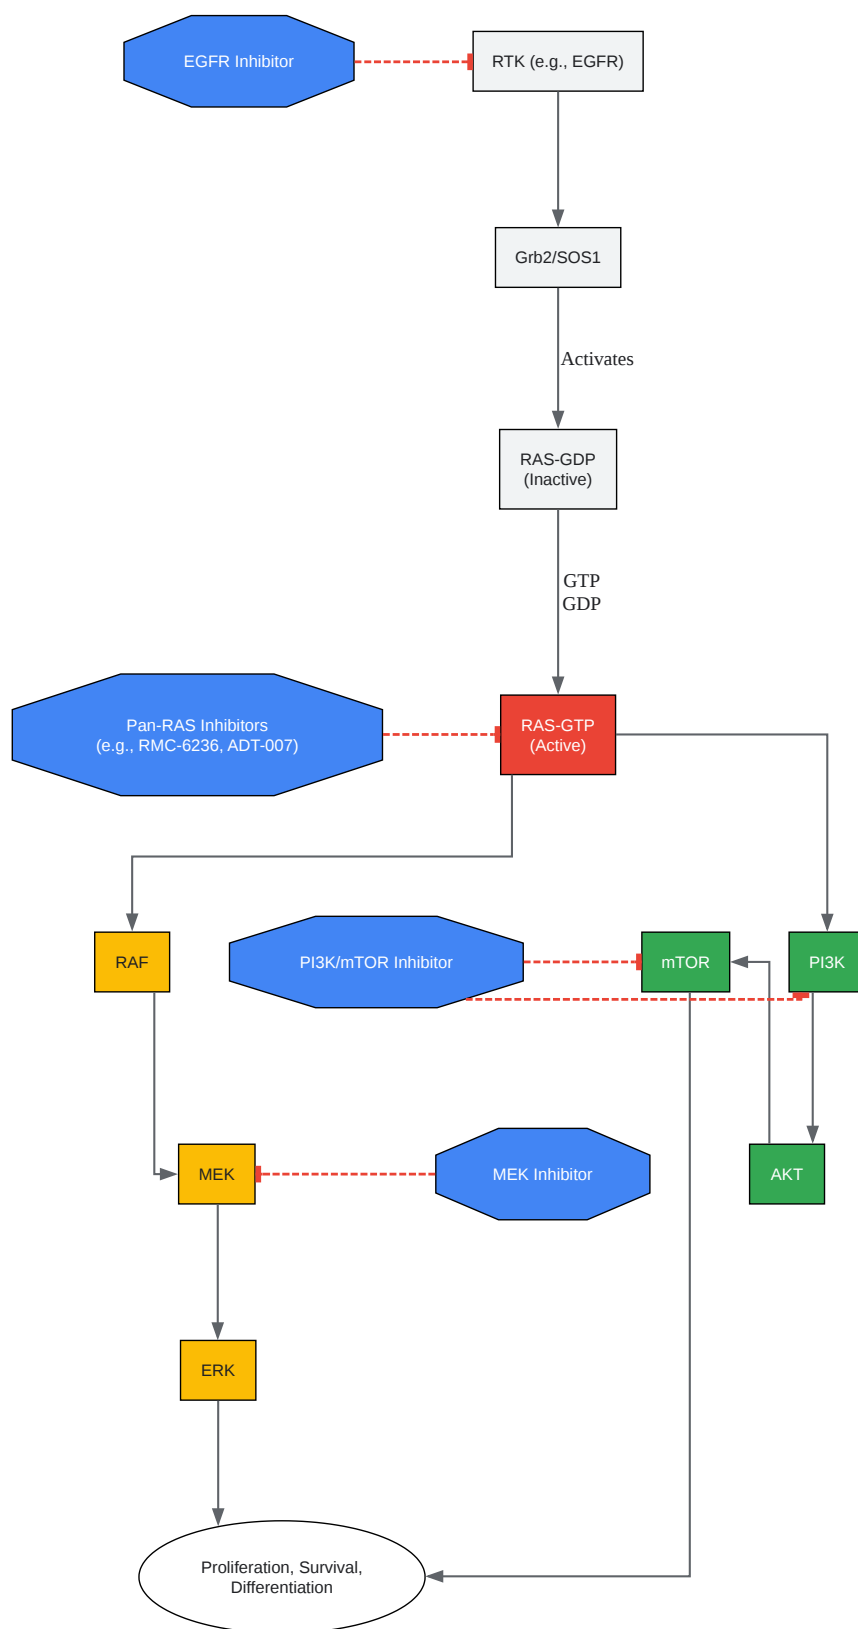 EGFR Inhibitor
RTK (e.g., EGFR)
Grb2/SOS1
Activates
RAS-GDP
(Inactive)
GTP
GDP
Pan-RAS Inhibitors
(e.g., RMC-6236, ADT-007)
RAS-GTP
(Active)
RAF
PI3K/mTOR Inhibitor
mTOR
PI3K
MEK
MEK Inhibitor
AKT
ERK
Proliferation, Survival,
Differentiation